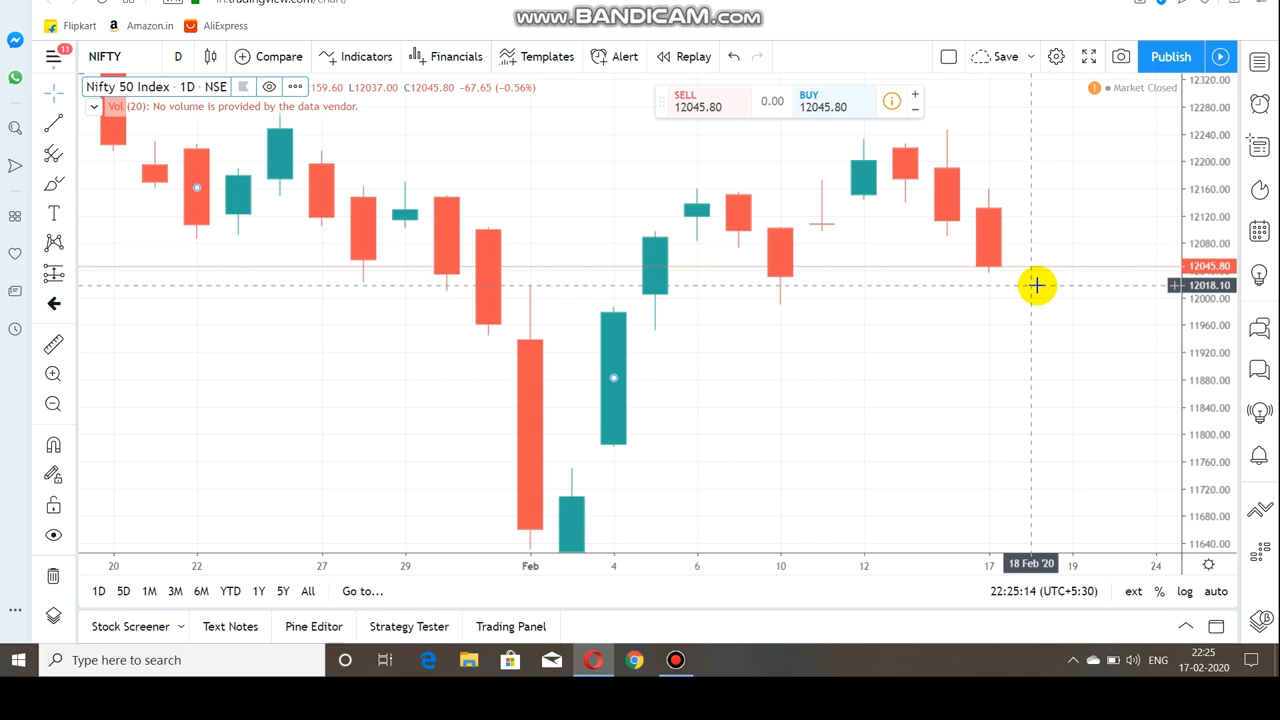 www.BANDICAM.com
Flipkart
Amazon.in
AliExpress
11
NIFTY
D
Compare
Indicators
Financials
Templates
Alert
Replay
Save
Publish
Nifty 50 Index · 1D · NSE
159.60 L12037.00 C12045.80 −67.65 (−0.56%)
Vol (20): No volume is provided by the data vendor.
SELL
12045.80
0.00
BUY
12045.80
Market Closed
12320.00
12280.00
12240.00
12200.00
12160.00
12120.00
12080.00
12045.80
12018.10
12000.00
11960.00
11920.00
11880.00
11840.00
11800.00
11760.00
11720.00
11680.00
11640.00
20 22 27 29 Feb 4 6 10 12 17 18 Feb '20 19 24
1D 5D 1M 3M 6M YTD 1Y 5Y All Go to...
22:25:14 (UTC+5:30) ext % log auto
Stock Screener Text Notes Pine Editor Strategy Tester Trading Panel
Type here to search
ENG
22:25
17-02-2020